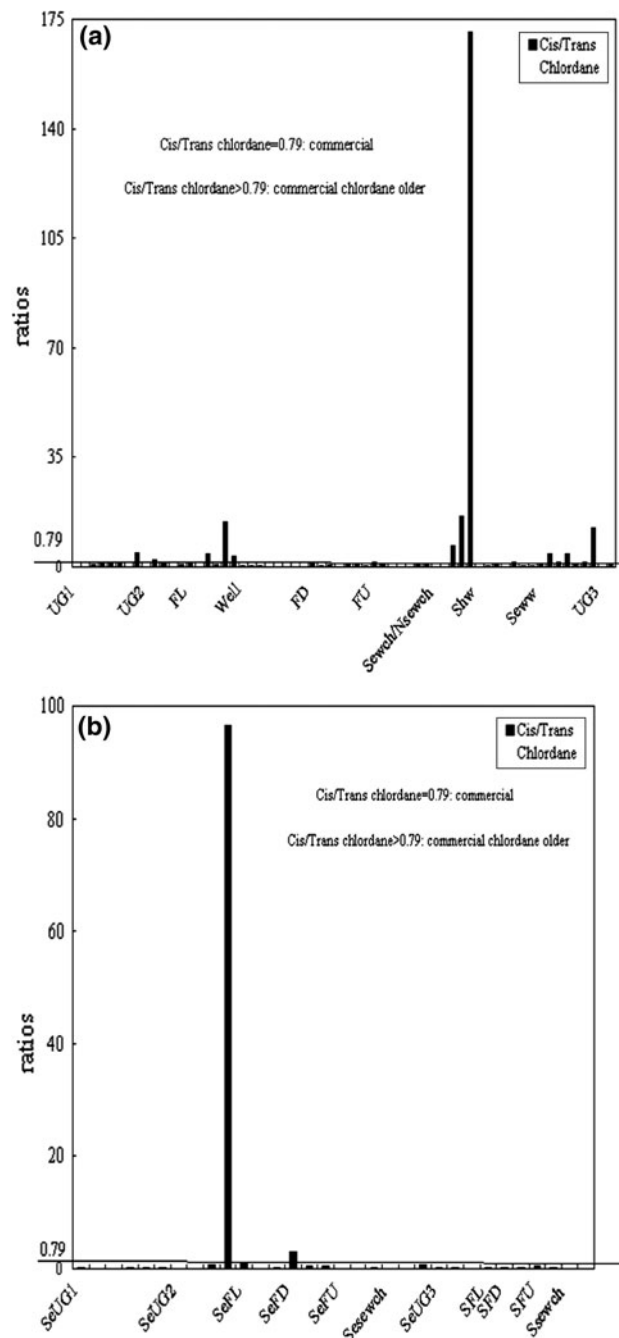 (a)
175
140
105
70
35
0.79
0
ratios
Cis/Trans
Chlordane
Cis/Trans chlordane=0.79: commercial
Cis/Trans chlordane>0.79: commercial chlordane older
UG1
UG2
FL
Well
FD
FU
Sewch/Nsewch
Shw
Seww
UG3
(b)
100
80
60
40
20
0.79
0
ratios
Cis/Trans
Chlordane
Cis/Trans chlordane=0.79: commercial
Cis/Trans chlordane>0.79: commercial chlordane older
SeUG1
SeUG2
SeFL
SeFD
SeFU
Sesewch
SeUG3
SFL
SFD
SFU
Ssewch